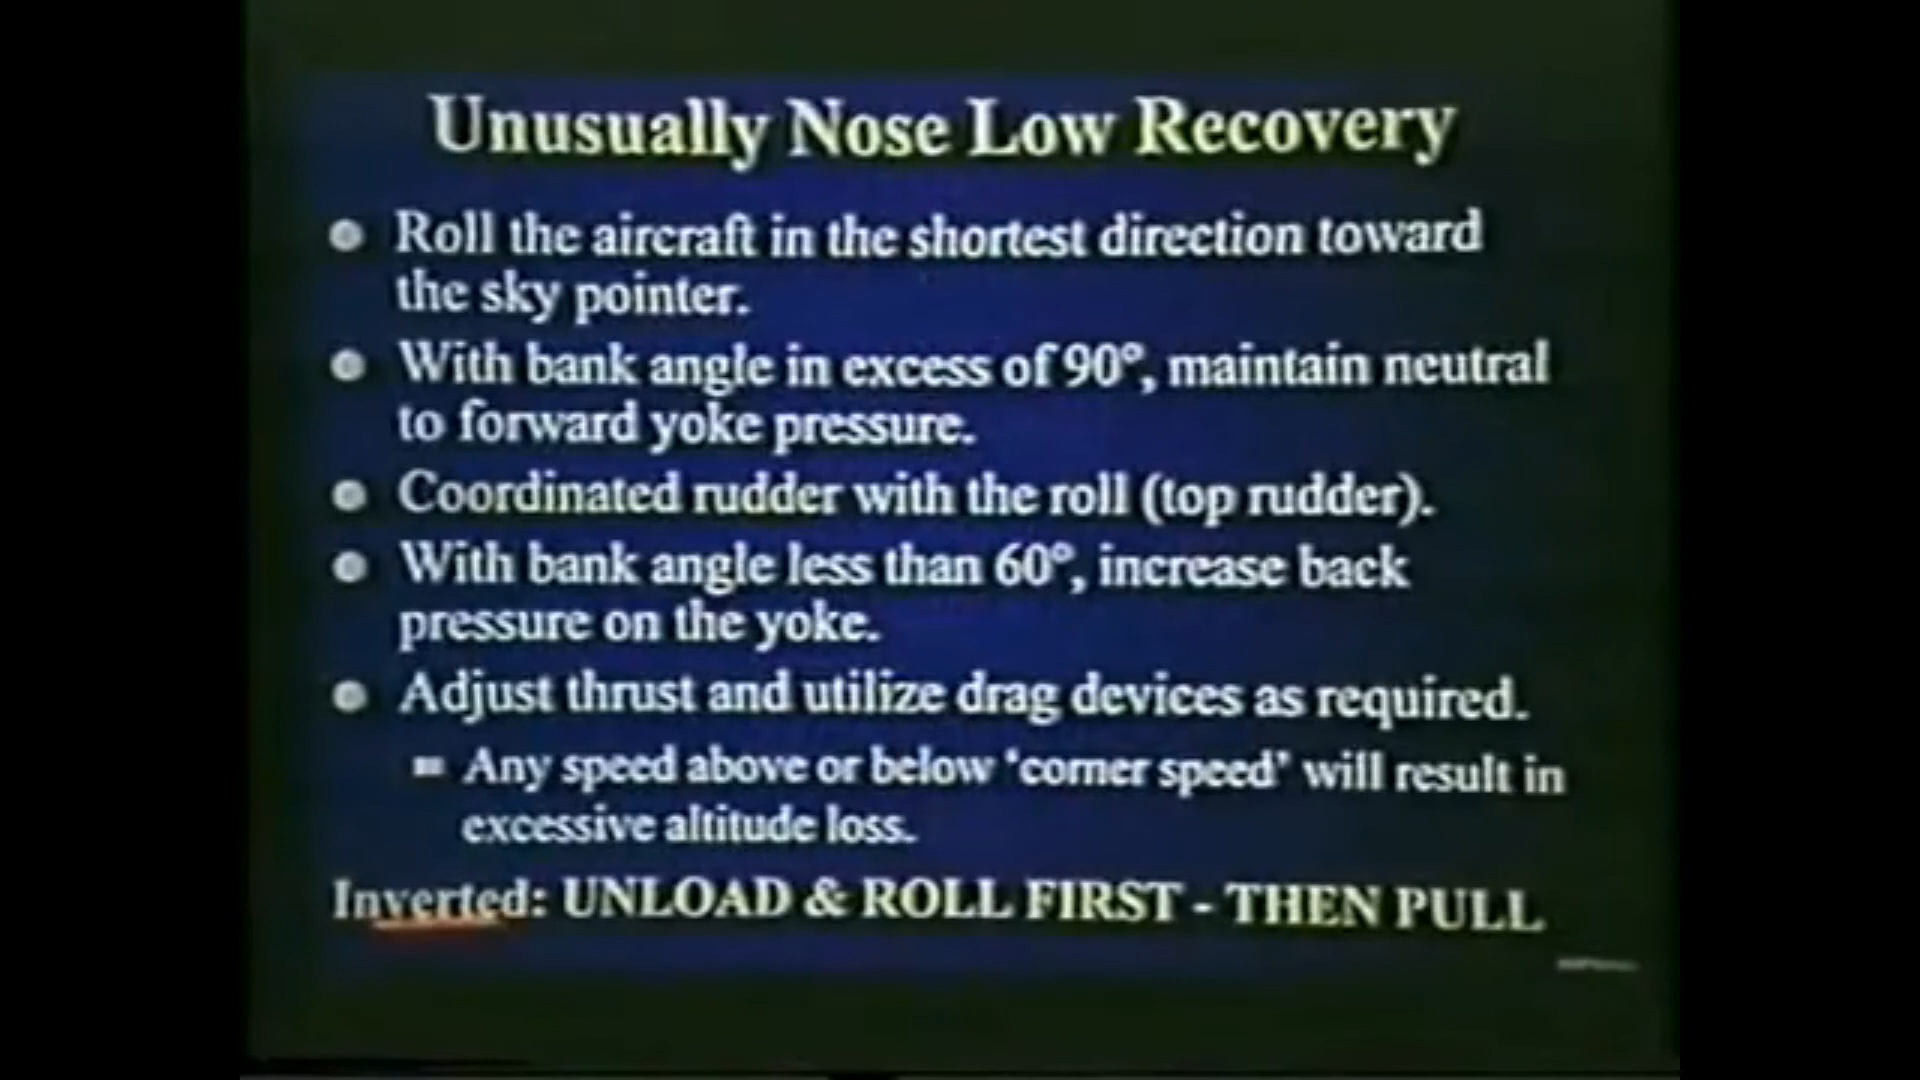 Unusually Nose Low Recovery
Roll the aircraft in the shortest direction toward
the sky pointer.
With bank angle in excess of 90°, maintain neutral
to forward yoke pressure.
Coordinated rudder with the roll (top rudder).
With bank angle less than 60°, increase back
pressure on the yoke.
Adjust thrust and utilize drag devices as required.
Any speed above or below 'corner speed' will result in
excessive altitude loss.
Inverted: UNLOAD & ROLL FIRST - THEN PULL